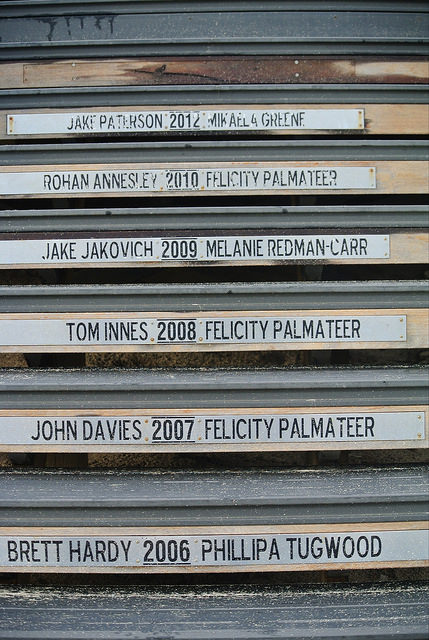 JAKE PATERSON 2012 MIKAELA GREENE
ROHAN ANNESLEY 2010 FELICITY PALMATEER
JAKE JAKOVICH 2009 MELANIE REDMAN-CARR
TOM INNES 2008 FELICITY PALMATEER
JOHN DAVIES 2007 FELICITY PALMATEER
BRETT HARDY 2006 PHILLIPA TUGWOOD